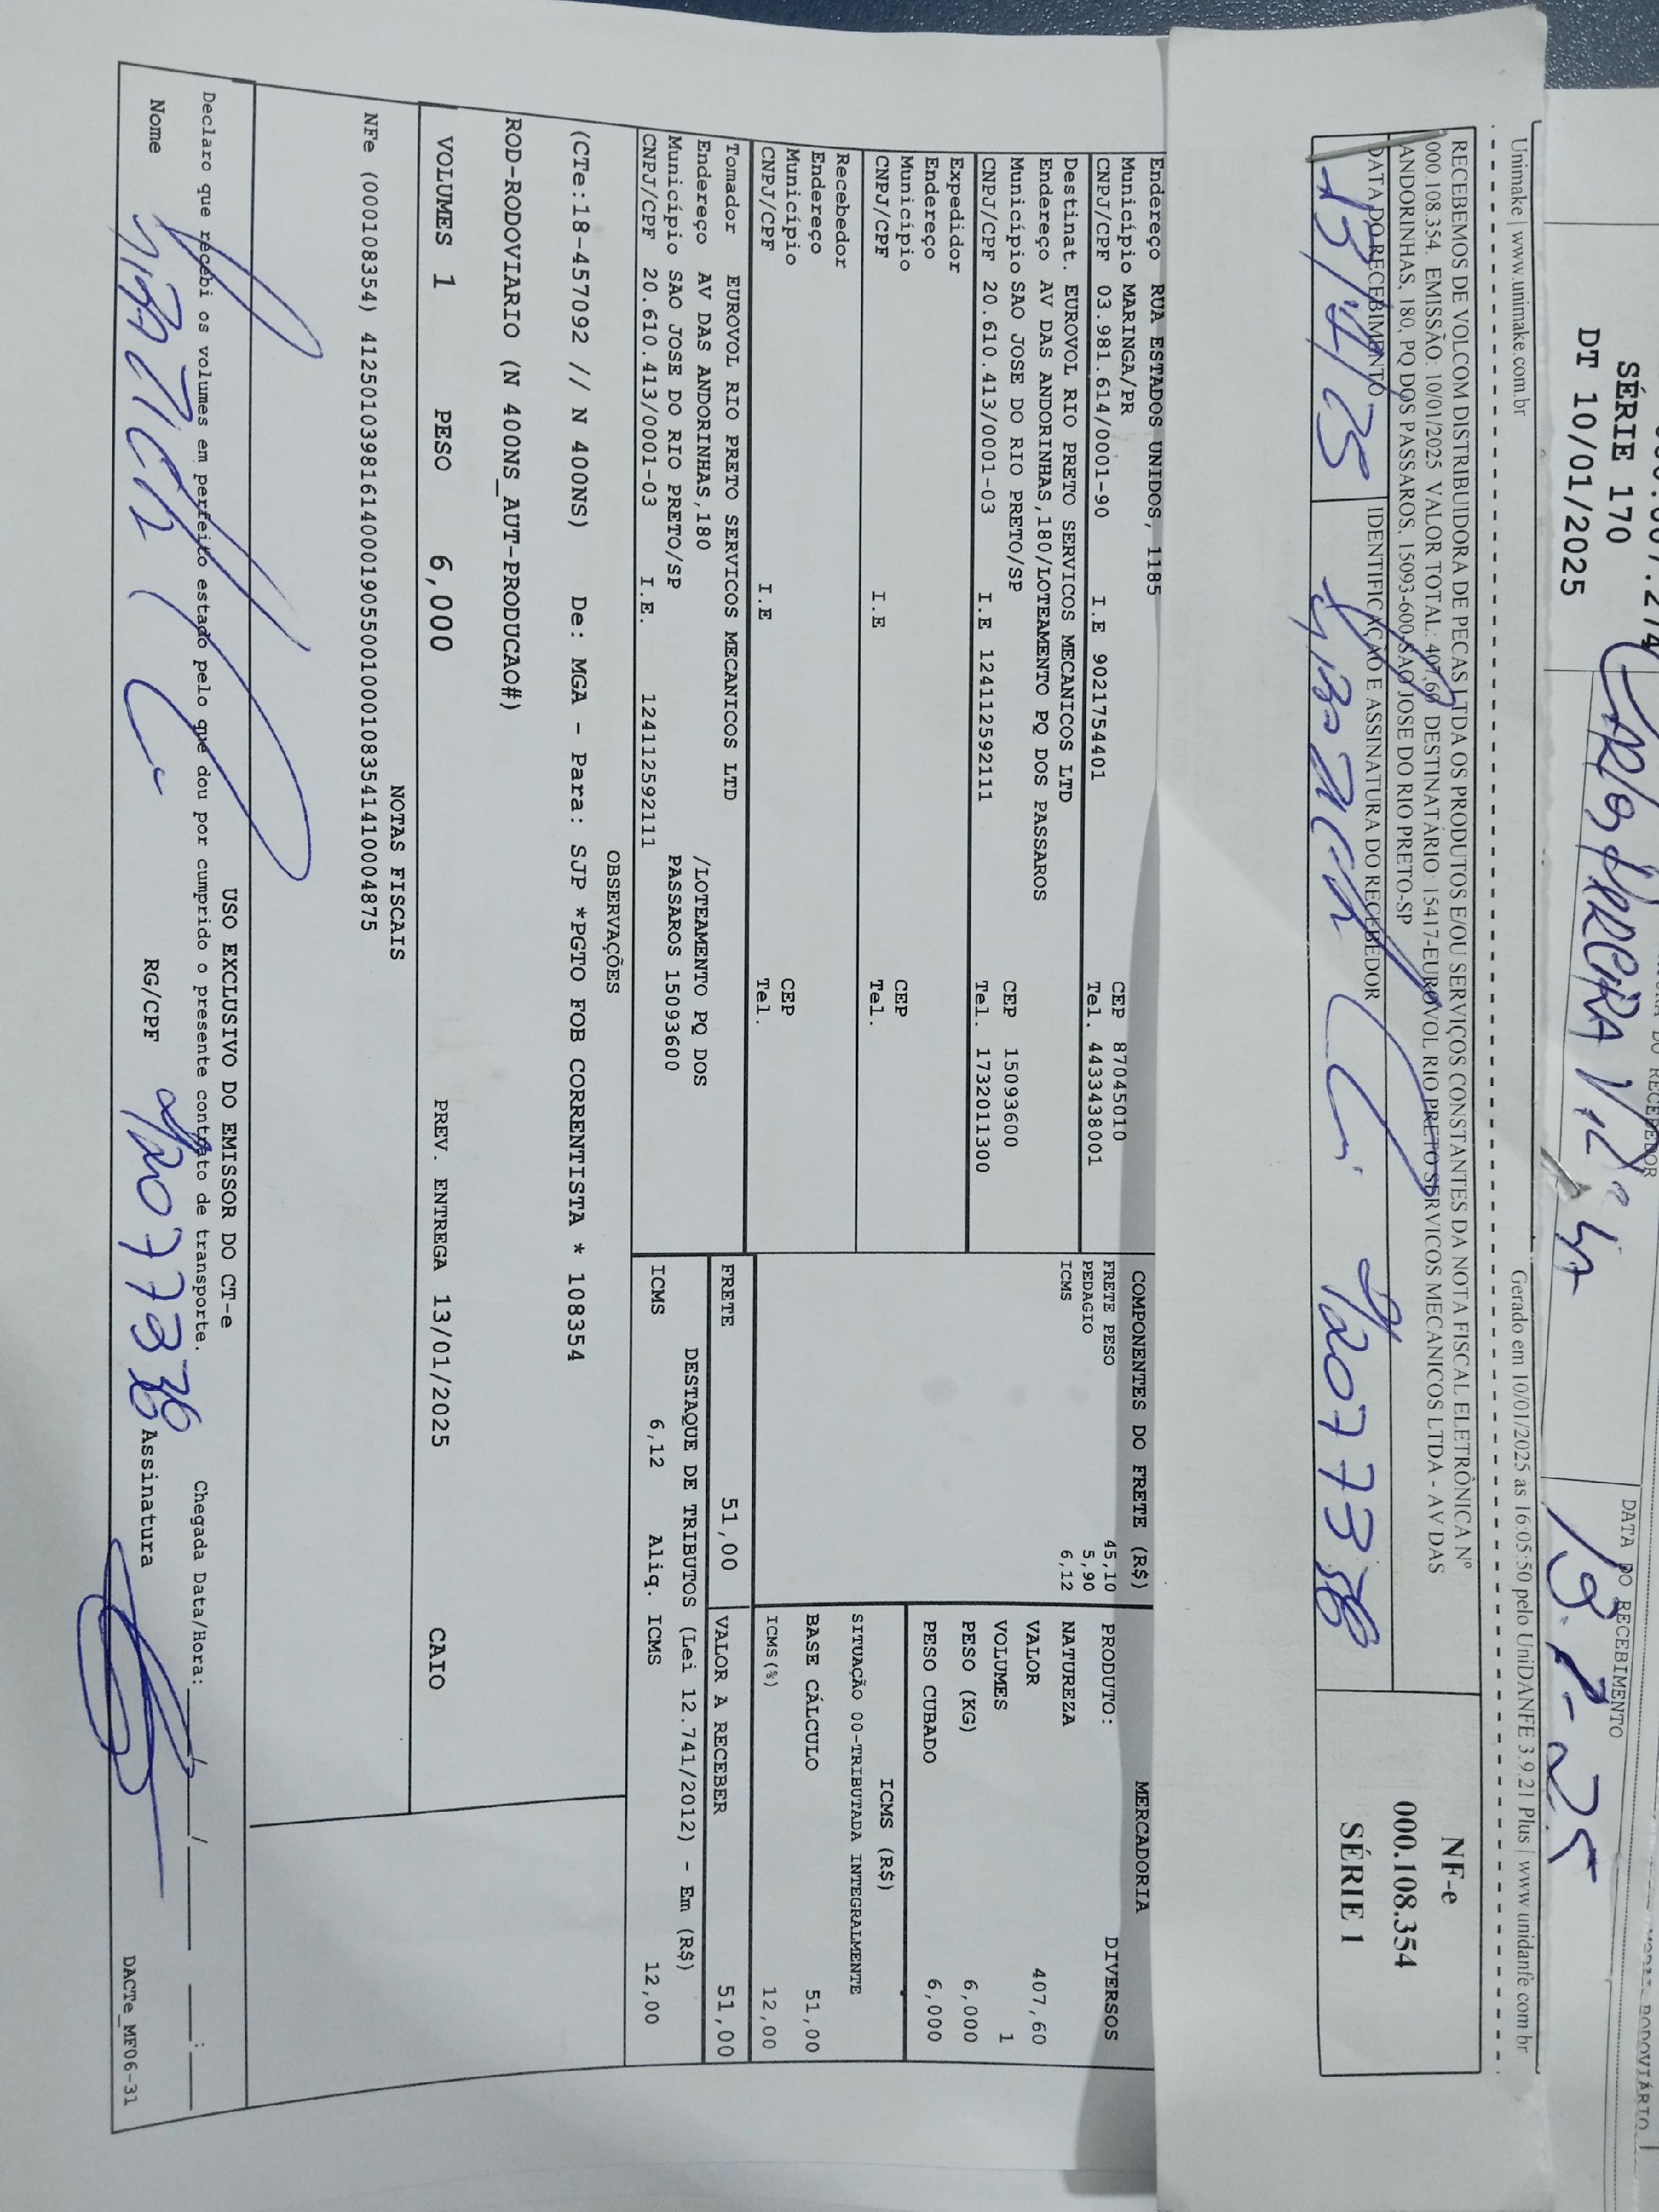 SÉRIE 170
DT 10/01/2025
DATA DO RECEBIMENTO
Unimake | www.unimake.com.br
Gerado em 10/01/2025 às 16:05:50 pelo UniDANFE 3.9.21 Plus | www.unidanfe.com.br
RECEBEMOS DE VOLCOM DISTRIBUIDORA DE PECAS LTDA OS PRODUTOS E/OU SERVIÇOS CONSTANTES DA NOTA FISCAL ELETRÔNICA Nº
000.108.354. EMISSÃO: 10/01/2025 VALOR TOTAL: 407,60 DESTINATÁRIO: 15417-EUROVOL RIO PRETO SERVICOS MECANICOS LTDA - AV DAS
ANDORINHAS, 180, PQ DOS PASSAROS, 15093-600-SAO JOSE DO RIO PRETO-SP
DATA DO RECEBIMENTO
IDENTIFICAÇÃO E ASSINATURA DO RECEBEDOR
NF-e
000.108.354
SÉRIE 1
Endereço RUA ESTADOS UNIDOS, 1185
Município MARINGA/PR CEP 87045010
CNPJ/CPF 03.981.614/0001-90 I.E 9021754401 Tel. 4433438001
Destinat. EUROVOL RIO PRETO SERVICOS MECANICOS LTD
Endereço AV DAS ANDORINHAS,180/LOTEAMENTO PQ DOS PASSAROS
Município SAO JOSE DO RIO PRETO/SP CEP 15093600
CNPJ/CPF 20.610.413/0001-03 I.E 124112592111 Tel. 1732011300
Expedidor
Endereço
Município CEP
CNPJ/CPF I.E Tel.
Recebedor
Endereço
Município CEP
CNPJ/CPF I.E Tel.
Tomador EUROVOL RIO PRETO SERVICOS MECANICOS LTD
Endereço AV DAS ANDORINHAS,180 /LOTEAMENTO PQ DOS
Município SAO JOSE DO RIO PRETO/SP PASSAROS 15093600
CNPJ/CPF 20.610.413/0001-03 I.E. 124112592111
COMPONENTES DO FRETE (R$)
FRETE PESO 45,10
PEDAGIO 5,90
ICMS 6,12
MERCADORIA
PRODUTO: DIVERSOS
NATUREZA
VALOR 407,60
VOLUMES 1
PESO (KG) 6,000
PESO CUBADO 6,000
ICMS (R$)
SITUAÇÃO 00-TRIBUTADA INTEGRALMENTE
BASE CÁLCULO 51,00
ICMS(%) 12,00
FRETE 51,00
VALOR A RECEBER 51,00
DESTAQUE DE TRIBUTOS (Lei 12.741/2012) - Em (R$)
ICMS 6,12 Aliq. ICMS 12,00
OBSERVAÇÕES
(CTe:18-457092 // N 400NS) De: MGA - Para: SJP *PGTO FOB CORRENTISTA * 108354
ROD-RODOVIARIO (N 400NS_AUT-PRODUCAO#)
VOLUMES 1 PESO 6,000 PREV. ENTREGA 13/01/2025 CAIO
NOTAS FISCAIS
NFe (000108354) 41250103981614000190550010001083541410004875
USO EXCLUSIVO DO EMISSOR DO CT-e
Declaro que recebi os volumes em perfeito estado pelo que dou por cumprido o presente contrato de transporte. Chegada Data/Hora: ___/___/___ __:__
Nome RG/CPF Assinatura
DACTe_MF06-31